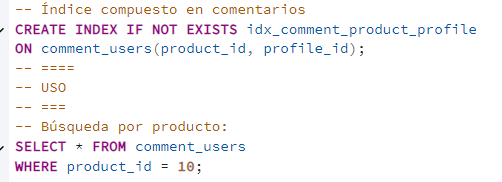 -- Índice compuesto en comentarios
CREATE INDEX IF NOT EXISTS idx_comment_product_profile
ON comment_users(product_id, profile_id);
-- ====
-- USO
-- ===
-- Búsqueda por producto:
SELECT * FROM comment_users
WHERE product_id = 10;